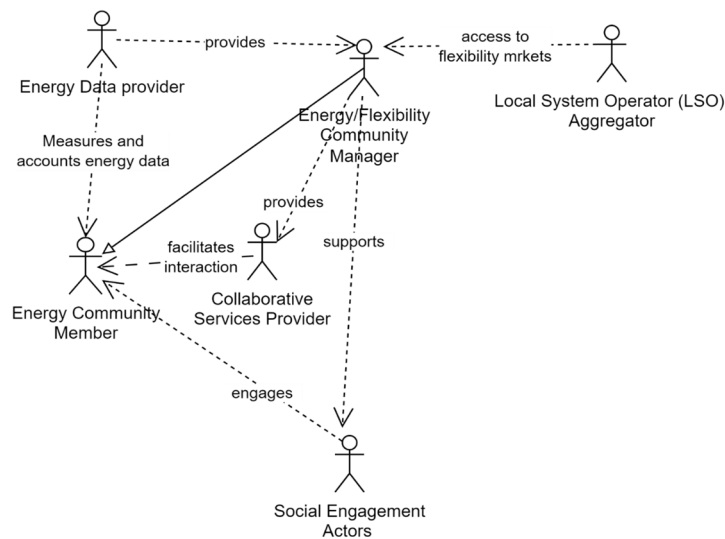 provides
access to
flexibility mrkets
Energy Data provider
Local System Operator (LSO)
Aggregator
Energy/Flexibility
Community
Manager
Measures and
accounts energy data
provides
supports
facilitates
interaction
Collaborative
Services Provider
Energy Community
Member
engages
Social Engagement
Actors